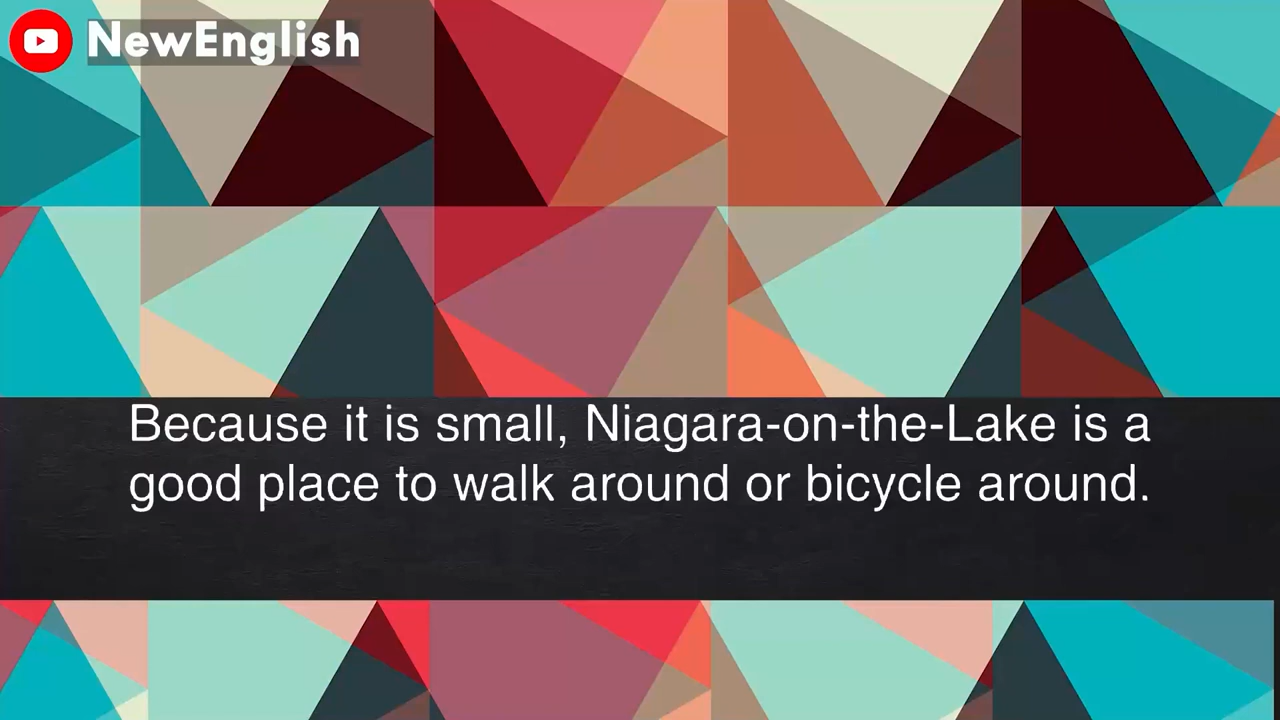 NewEnglish
Because it is small, Niagara-on-the-Lake is a
good place to walk around or bicycle around.